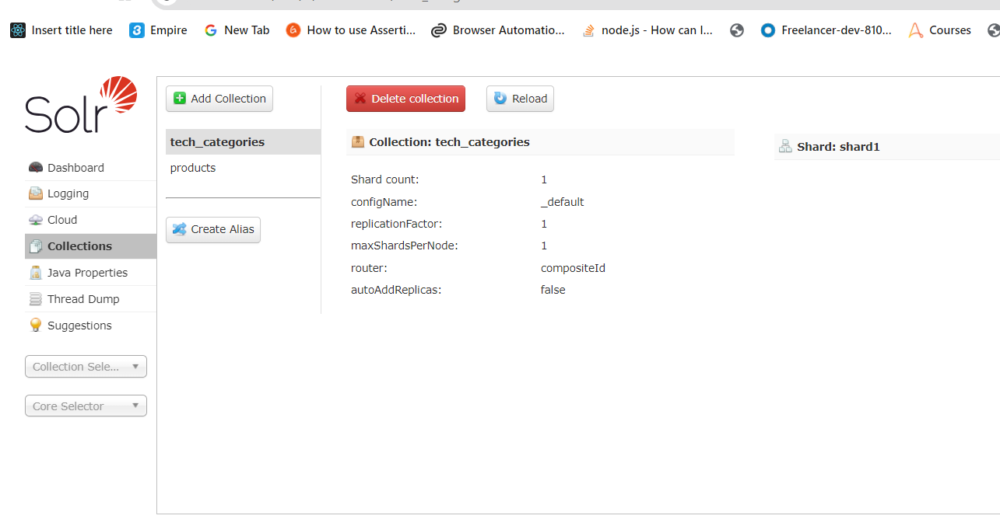 Insert title here
Empire
New Tab
How to use Asserti...
Browser Automatio...
node.js - How can I...
Freelancer-dev-810...
Courses
Solr
Dashboard
Logging
Cloud
Collections
Java Properties
Thread Dump
Suggestions
Collection Sele...
Core Selector
Add Collection
tech_categories
products
Create Alias
Delete collection
Reload
Collection: tech_categories
Shard count: 1
configName: _default
replicationFactor: 1
maxShardsPerNode: 1
router: compositeId
autoAddReplicas: false
Shard: shard1